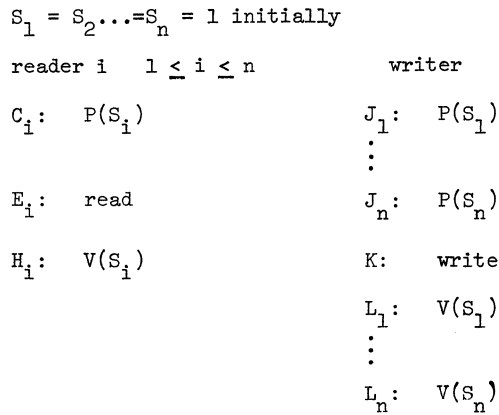 S₁ = S₂...=Sₙ = 1 initially
reader i 1 ≤ i ≤ n writer
Cᵢ: P(Sᵢ) J₁: P(S₁)
⋮
Eᵢ: read Jₙ: P(Sₙ)
Hᵢ: V(Sᵢ) K: write
L₁: V(S₁)
⋮
Lₙ: V(Sₙ)